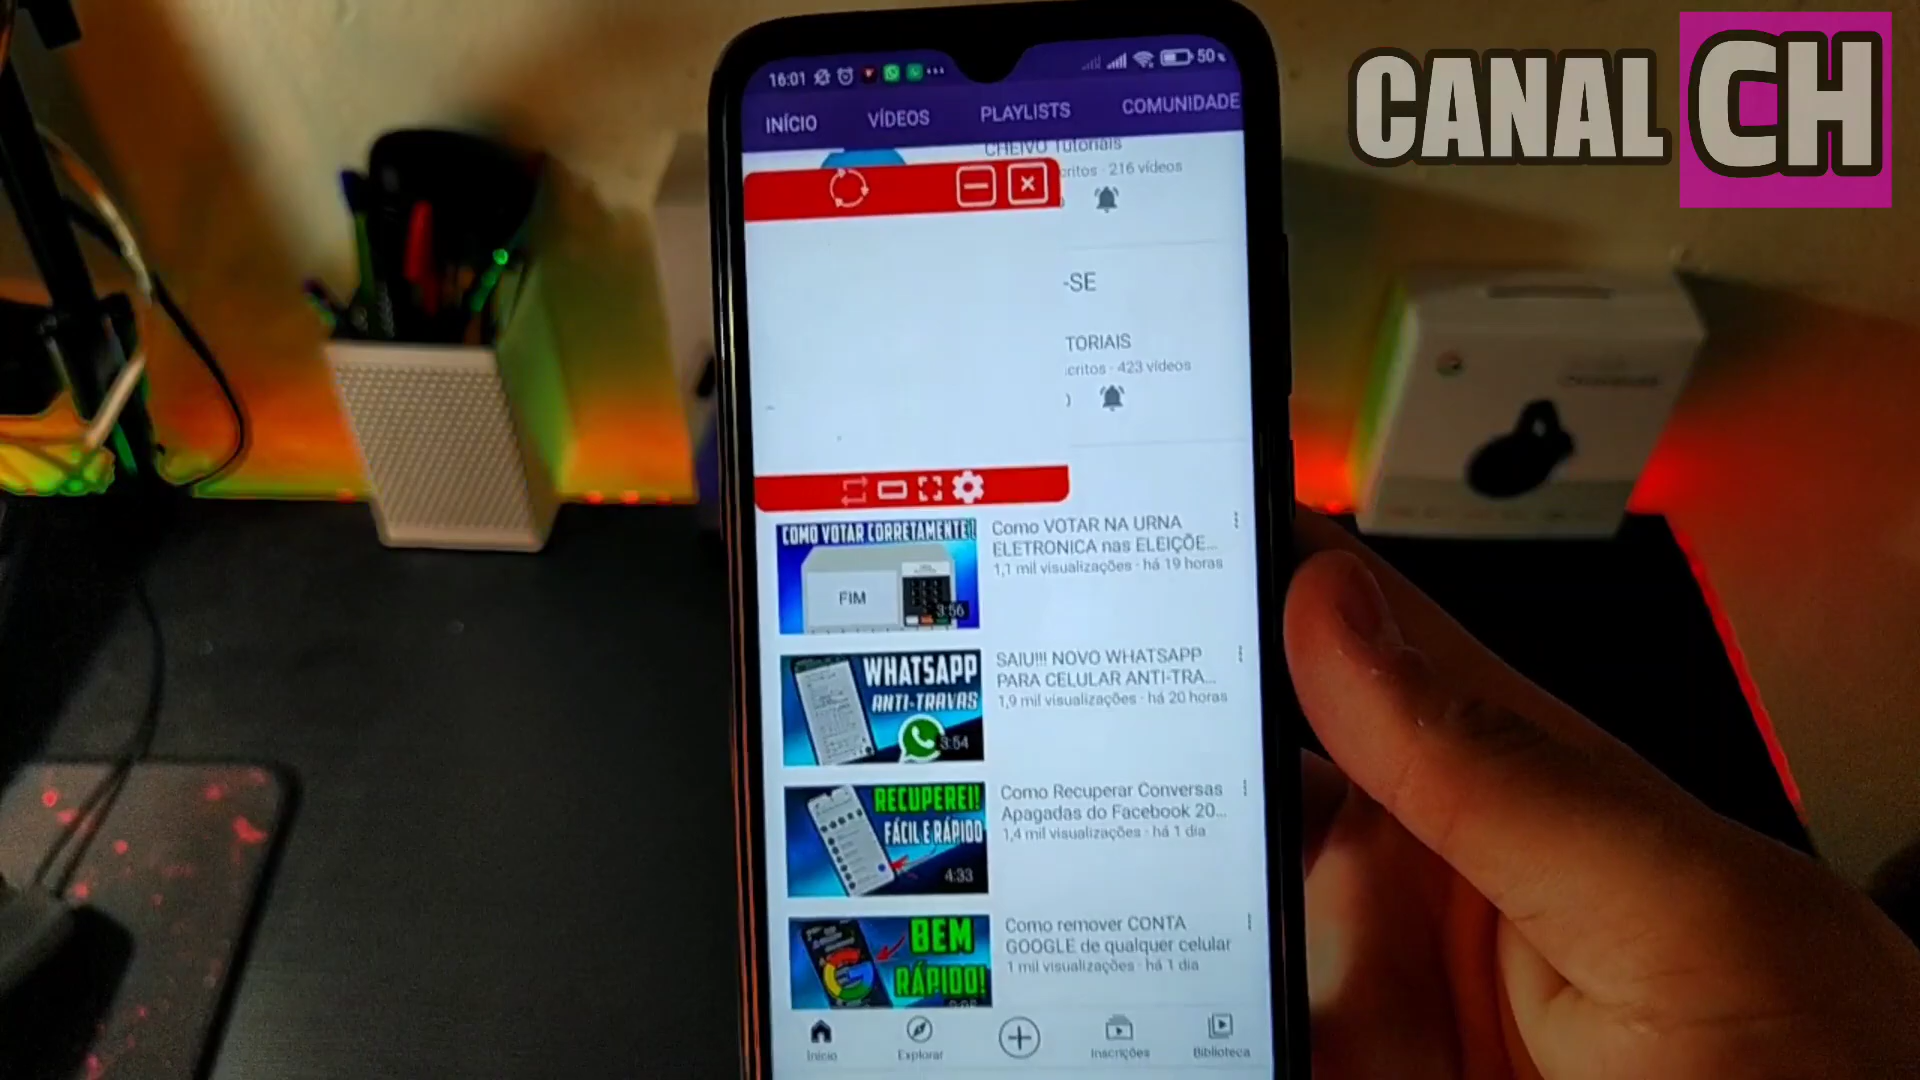 CANAL CH
16:01
50%
INÍCIO VÍDEOS PLAYLISTS COMUNIDADE
CHEIVO Tutoriais
critos · 216 vídeos
-SE
TORIAIS
critos · 423 vídeos
COMO VOTAR CORRETAMENTE!
FIM
3:56
Como VOTAR NA URNA
ELETRONICA nas ELEIÇÕE...
1,1 mil visualizações · há 19 horas
WHATSAPP
ANTI-TRAVAS
3:54
SAIU!!! NOVO WHATSAPP
PARA CELULAR ANTI-TRA...
1,9 mil visualizações · há 20 horas
RECUPEREI!
FÁCIL E RÁPIDO
4:33
Como Recuperar Conversas
Apagadas do Facebook 20...
1,4 mil visualizações · há 1 dia
BEM
RÁPIDO!
Como remover CONTA
GOOGLE de qualquer celular
1 mil visualizações · há 1 dia
Início Explorar Inscrições Biblioteca